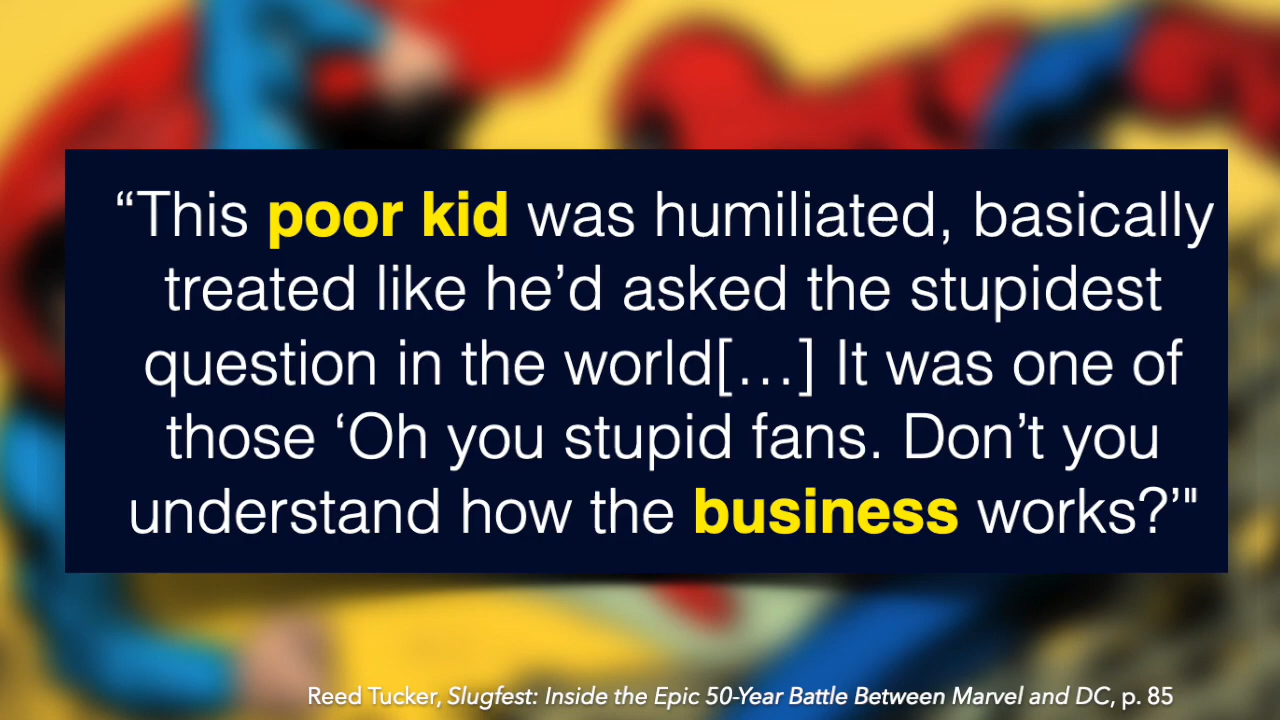 “This poor kid was humiliated, basically
treated like he’d asked the stupidest
question in the world[…] It was one of
those ‘Oh you stupid fans. Don’t you
understand how the business works?’"
Reed Tucker, Slugfest: Inside the Epic 50-Year Battle Between Marvel and DC, p. 85